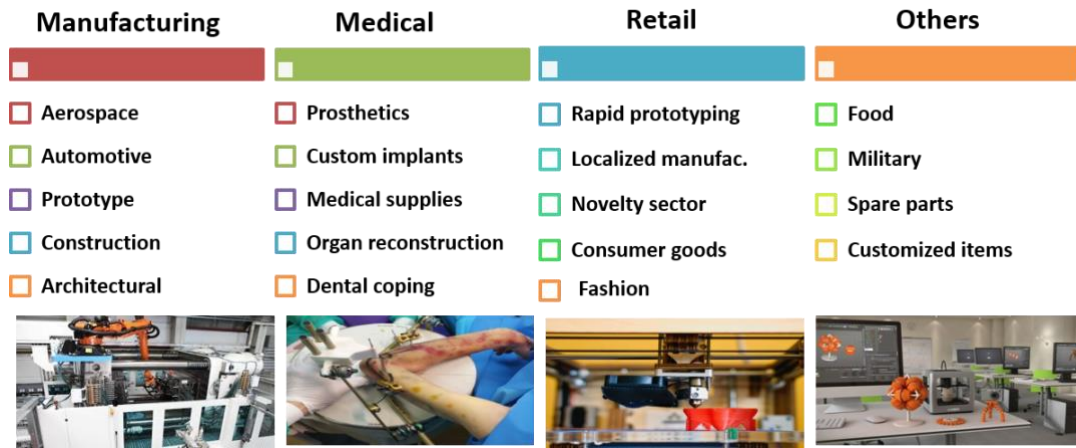 Manufacturing
Aerospace
Automotive
Prototype
Construction
Architectural
Medical
Prosthetics
Custom implants
Medical supplies
Organ reconstruction
Dental coping
Retail
Rapid prototyping
Localized manufac.
Novelty sector
Consumer goods
Fashion
Others
Food
Military
Spare parts
Customized items